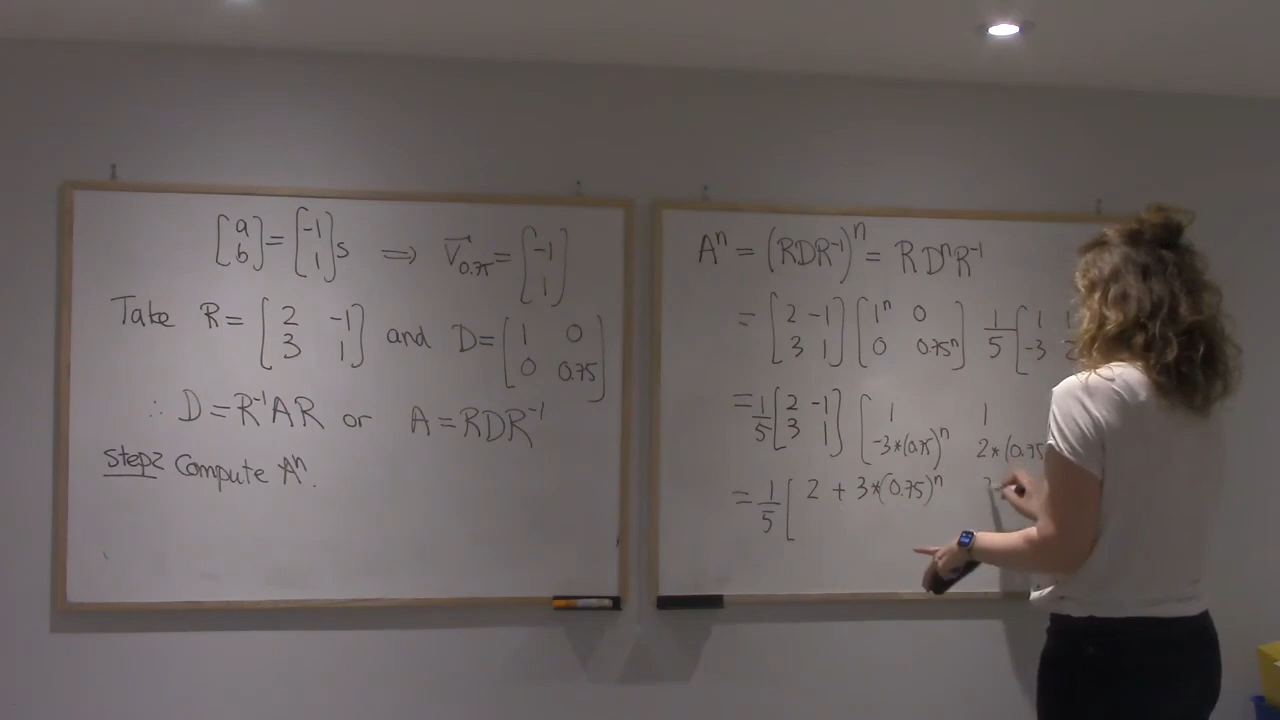 [a b] = [-1 1] s ⟹ V⃗0.75 = [-1 1]
Take R = [2 -1 3 1] and D = [1 0 0 0.75]
∴ D = R⁻¹AR or A = RDR⁻¹
Step2 Compute Aⁿ.
Aⁿ = (RDR⁻¹)ⁿ = RDⁿR⁻¹
= [2 -1 3 1] [1ⁿ 0 0 0.75ⁿ] 1/5 [1 1 -3 2
= 1/5 [2 -1 3 1] [1 1 -3*(0.75)ⁿ 2*(0.75
= 1/5 [2 + 3*(0.75)ⁿ 2